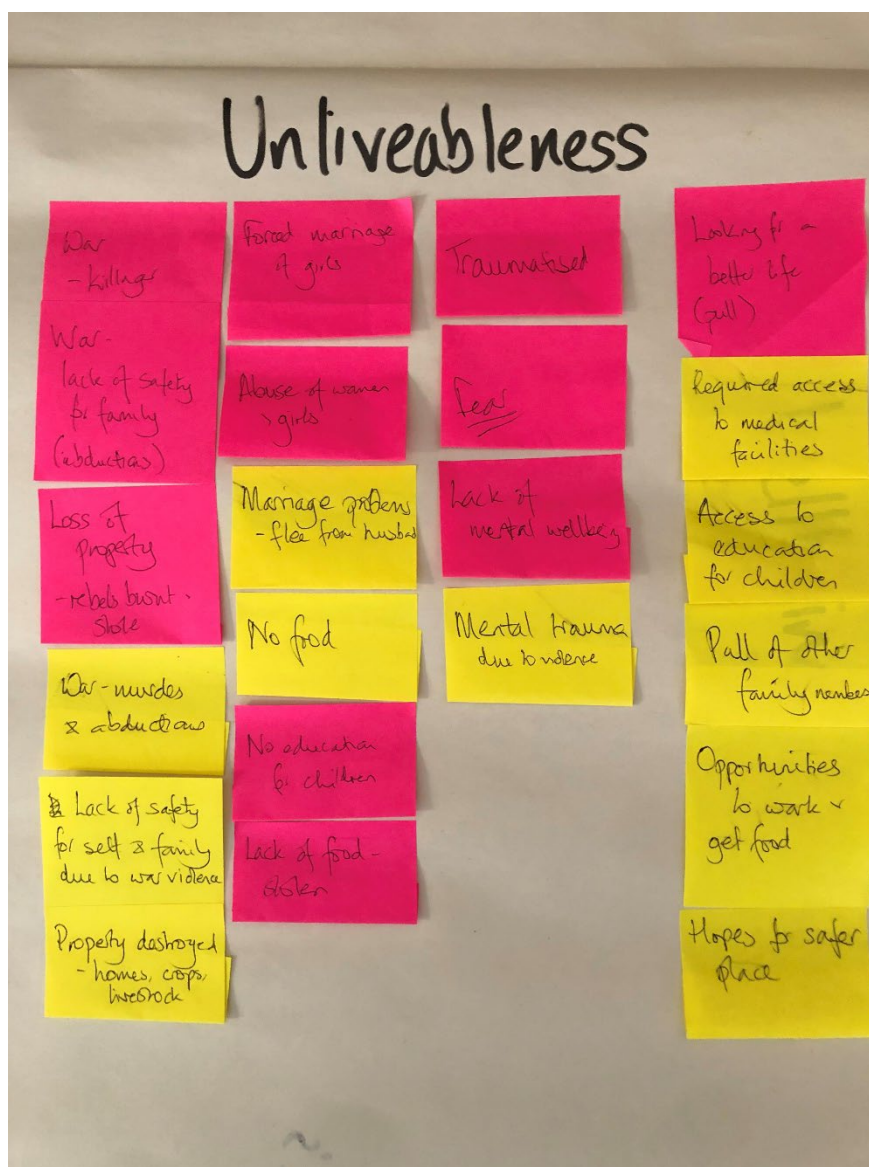 Unliveableness
War
- killings
War -
lack of safety
for family
(abductions)
Loss of
property
- rebels burnt -
stole
War - murdes
& abductions
Lack of safety
for self & family
due to war violence
Property destroyed
- homes, crops,
livestock
Forced marriage
of girls
Abuse of women
girls
Marriage problems
- flee from husband
No food
No education
for children
Lack of food -
stolen
Traumatised
Fear
Lack of
mental wellbeing
Mental trauma
due to violence
Looking for a
better life
(pull)
Required access
to medical
facilities
Access to
education
for children
Pull of other
family members
Opportunities
to work &
get food
Hopes for safer
place